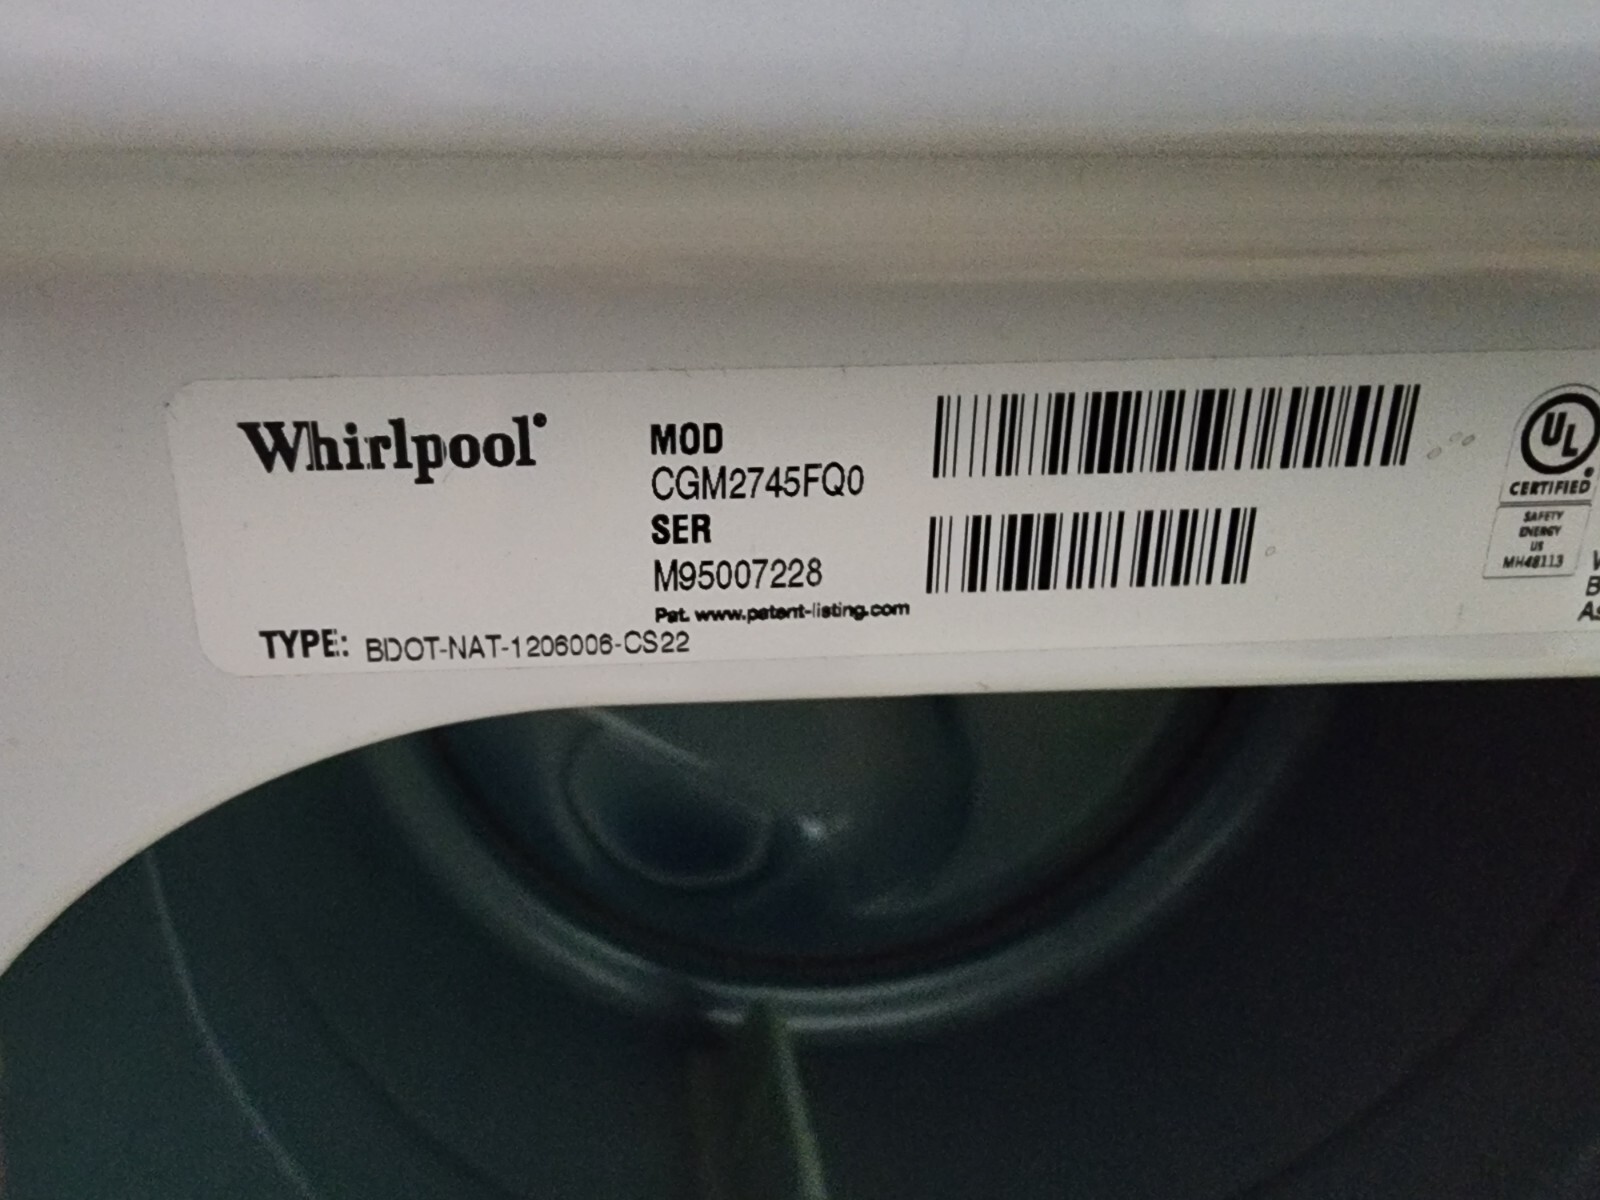 Whirlpool
MOD
CGM2745FQ0
SER
M95007228
Pat. www.patent-listing.com
TYPE: BDOT-NAT-1206006-CS22
UL
CERTIFIED
SAFETY
ENERGY
US
MH48113